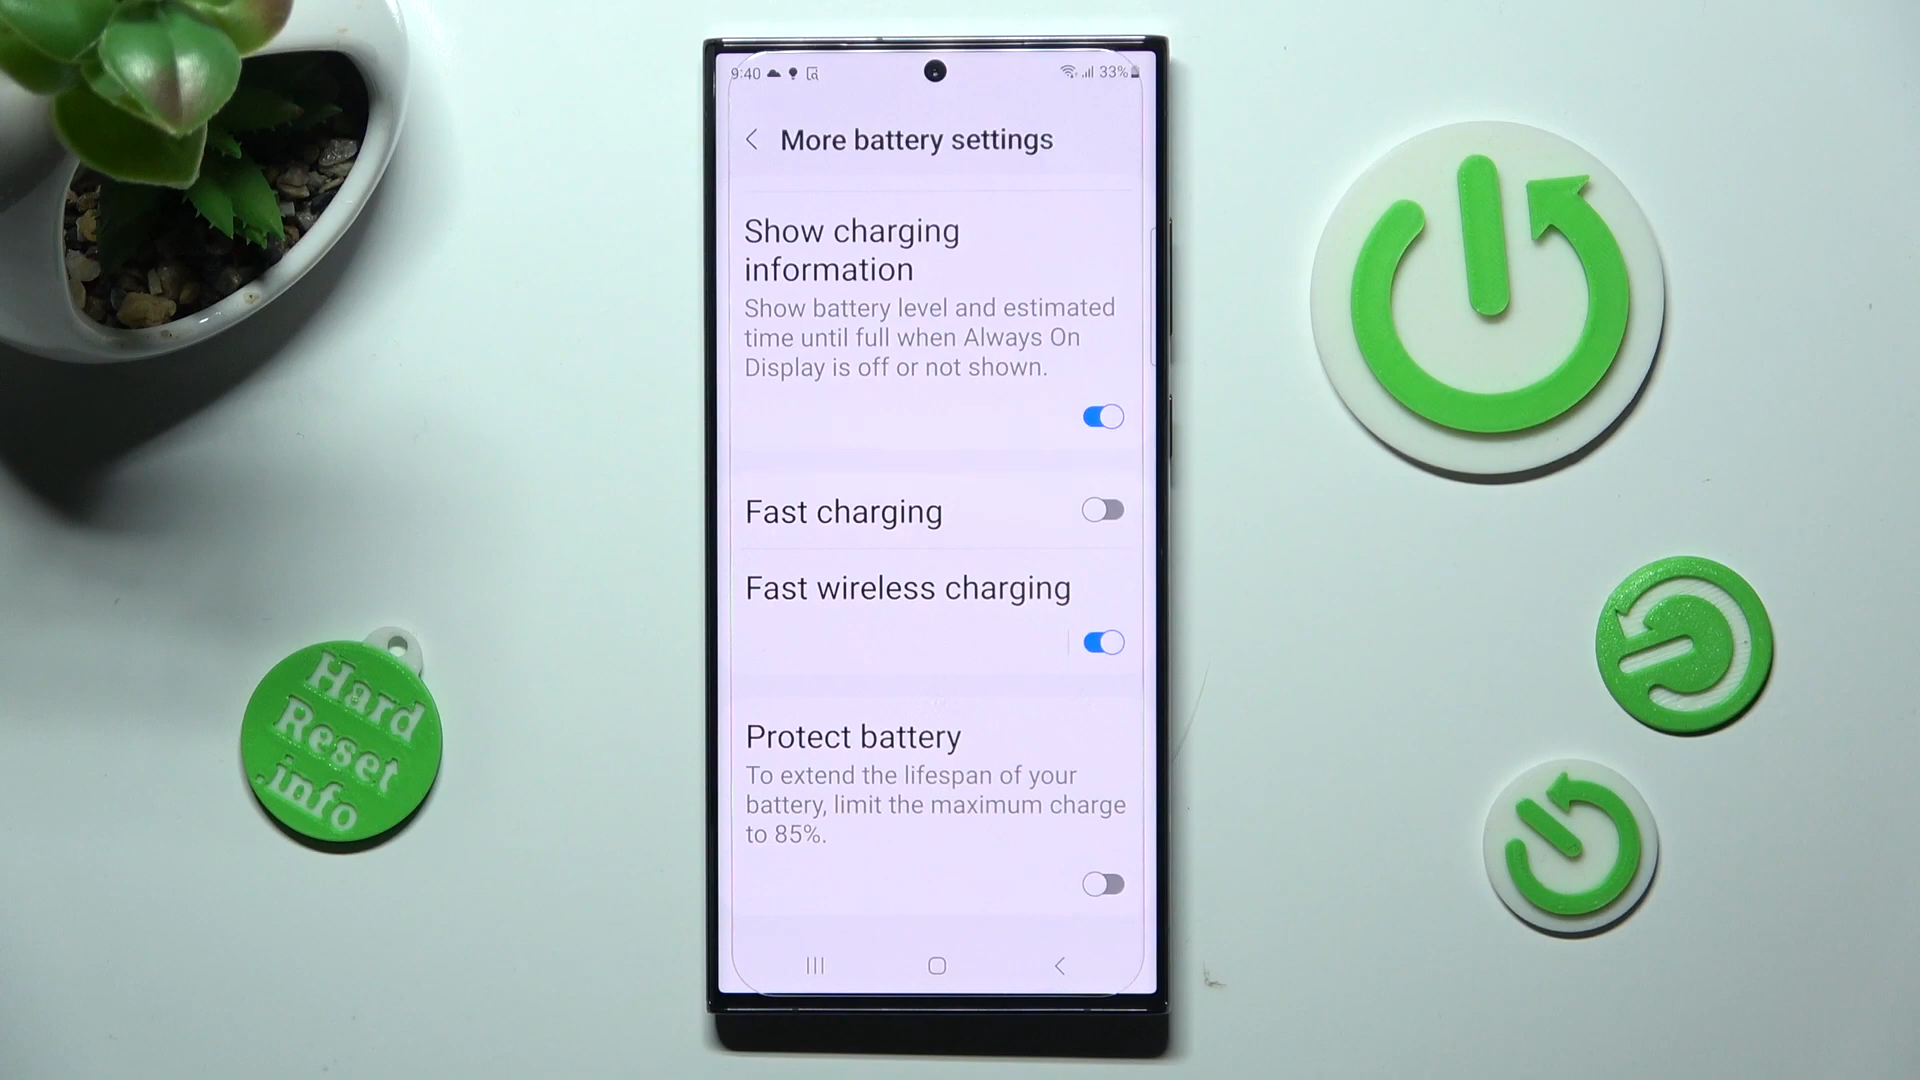 9:40
33%
More battery settings
Show charging
information
Show battery level and estimated
time until full when Always On
Display is off or not shown.
Fast charging
Fast wireless charging
Protect battery
To extend the lifespan of your
battery, limit the maximum charge
to 85%.
Hard
Reset
.info